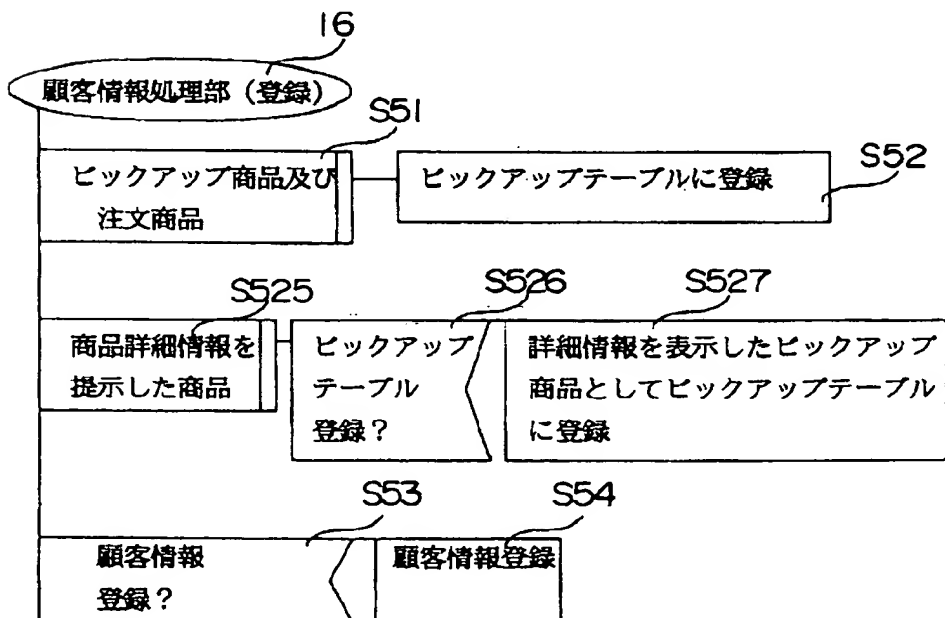 16
顧客情報処理部（登録）
S51
ピックアップ商品及び
注文商品
S52
ピックアップテーブルに登録
S525
商品詳細情報を
提示した商品
S526
ピックアップ
テーブル
登録？
S527
詳細情報を表示したピックアップ
商品としてピックアップテーブル
に登録
S53
顧客情報
登録？
S54
顧客情報登録